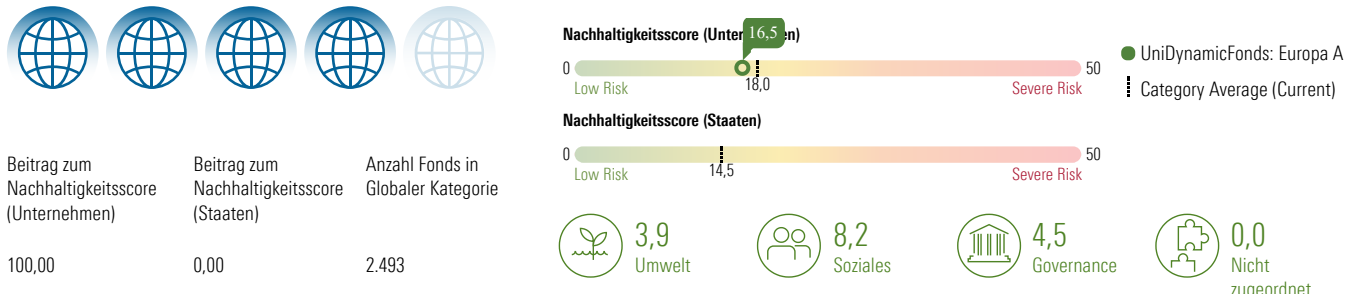 Beitrag zum
Nachhaltigkeitsscore
(Unternehmen)
100,00
Beitrag zum
Nachhaltigkeitsscore
(Staaten)
0,00
Anzahl Fonds in
Globaler Kategorie
2.493
Nachhaltigkeitsscore (Unter en)
16,5
0
50
Low Risk
18,0
Severe Risk
Nachhaltigkeitsscore (Staaten)
0
50
Low Risk
14,5
Severe Risk
UniDynamicFonds: Europa A
Category Average (Current)
3,9
Umwelt
8,2
Soziales
4,5
Governance
0,0
Nicht
zugeordnet